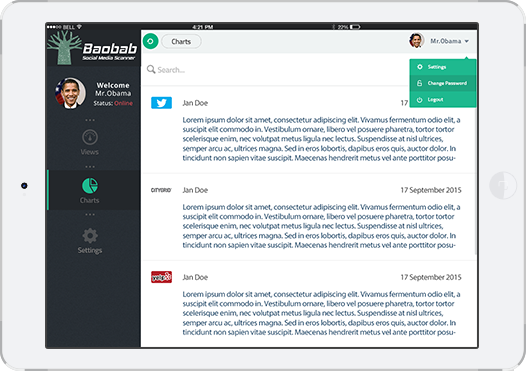 BELL
4:21 PM
22%
Baobab
Social Media Scanner
Charts
Mr.Obama
Welcome
Mr.Obama
Status: Online
Search...
Settings
Change Password
Logout
Views
Charts
Settings
Jan Doe
17
Lorem ipsum dolor sit amet, consectetur adipiscing elit. Vivamus fermentum odio elit, a
suscipit elit commodo in. Vestibulum ornare, libero vel posuere pharetra, tortor tortor
scelerisque enim, nec volutpat metus ligula nec lectus. Suspendisse at nisl dictum,
semper arcu ac, ultrices magna. Sed in eros lobortis, dapibus eros quis, auctor dolor. In
tincidunt non sapien vitae suscipit. Maecenas hendrerit metus vel ante porttitor posu-
Jan Doe
17 September 2015
Lorem ipsum dolor sit amet, consectetur adipiscing elit. Vivamus fermentum odio elit, a
suscipit elit commodo in. Vestibulum ornare, libero vel posuere pharetra, tortor tortor
scelerisque enim, nec volutpat metus ligula nec lectus. Suspendisse at nisl dictum,
semper arcu ac, ultrices magna. Sed in eros lobortis, dapibus eros quis, auctor dolor. In
tincidunt non sapien vitae suscipit. Maecenas hendrerit metus vel ante porttitor posu-
yelp
Jan Doe
17 September 2015
Lorem ipsum dolor sit amet, consectetur adipiscing elit. Vivamus fermentum odio elit, a
suscipit elit commodo in. Vestibulum ornare, libero vel posuere pharetra, tortor tortor
scelerisque enim, nec volutpat metus ligula nec lectus. Suspendisse at nisl dictum,
semper arcu ac, ultrices magna. Sed in eros lobortis, dapibus eros quis, auctor dolor. In
tincidunt non sapien vitae suscipit. Maecenas hendrerit metus vel ante porttitor posu-